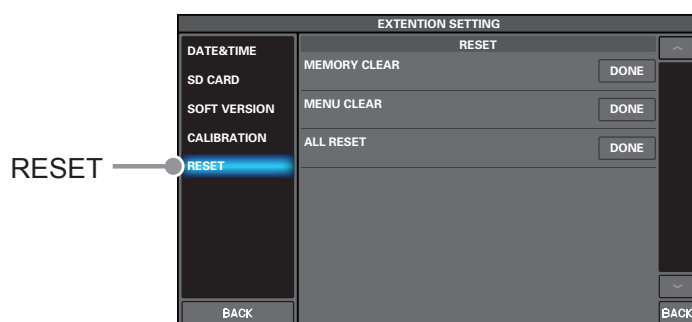 EXTENTION SETTING
DATE&TIME
SD CARD
SOFT VERSION
CALIBRATION
RESET
RESET
BACK
RESET
MEMORY CLEAR DONE
MENU CLEAR DONE
ALL RESET DONE
BACK